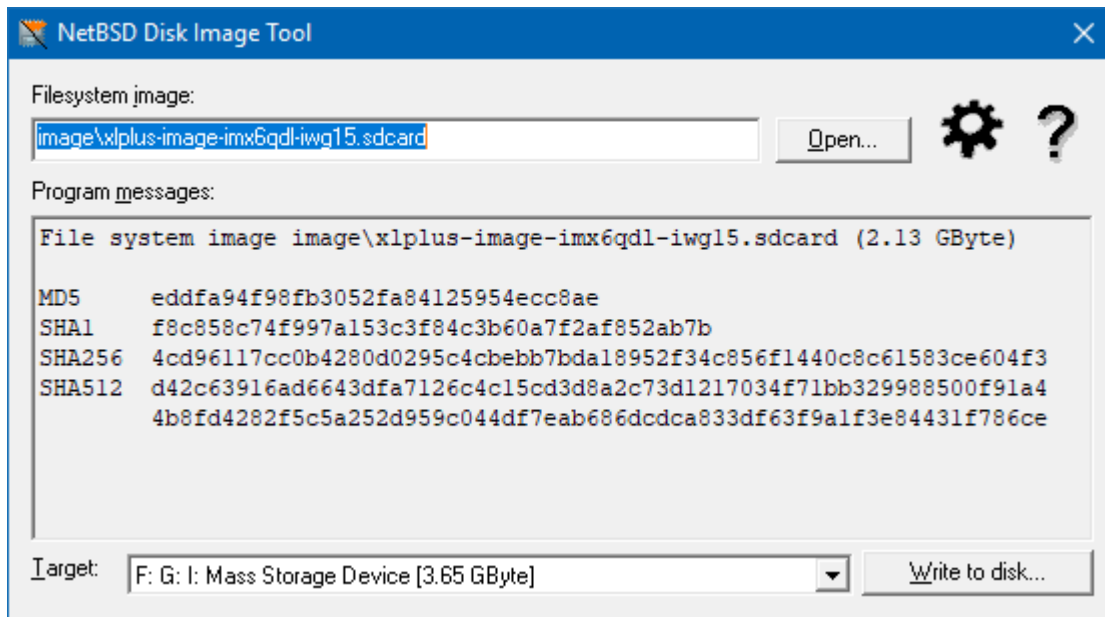 NetBSD Disk Image Tool
Filesystem image:
image\xlplus-image-imx6qdl-iwg15.sdcard
Open...
Program messages:
File system image image\xlplus-image-imx6qdl-iwg15.sdcard (2.13 GByte)
MD5 eddfa94f98fb3052fa84125954ecc8ae
SHA1 f8c858c74f997a153c3f84c3b60a7f2af852ab7b
SHA256 4cd96117cc0b4280d0295c4cbebb7bda18952f34c856f1440c8c61583ce604f3
SHA512 d42c63916ad6643dfa7126c4c15cd3d8a2c73d1217034f71bb329988500f91a4
4b8fd4282f5c5a252d959c044df7eab686dcdca833df63f9a1f3e84431f786ce
Target:
F: G: I: Mass Storage Device [3.65 GByte]
Write to disk...